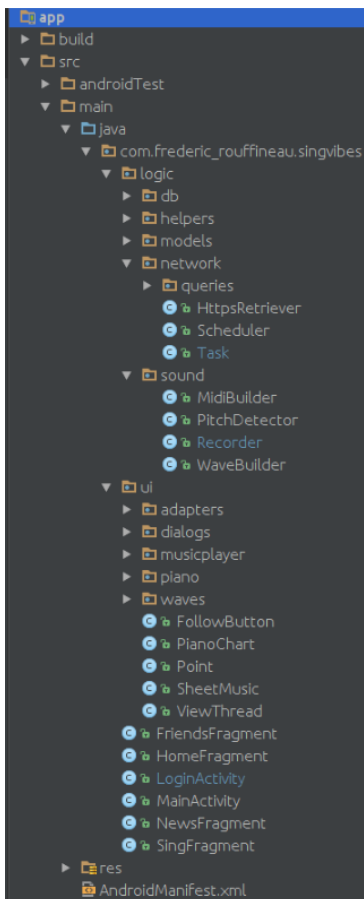 app
build
src
androidTest
main
java
com.frederic_rouffineau.singvibes
logic
db
helpers
models
network
queries
HttpsRetriever
Scheduler
Task
sound
MidiBuilder
PitchDetector
Recorder
WaveBuilder
ui
adapters
dialogs
musicplayer
piano
waves
FollowButton
PianoChart
Point
SheetMusic
ViewThread
FriendsFragment
HomeFragment
LoginActivity
MainActivity
NewsFragment
SingFragment
res
AndroidManifest.xml